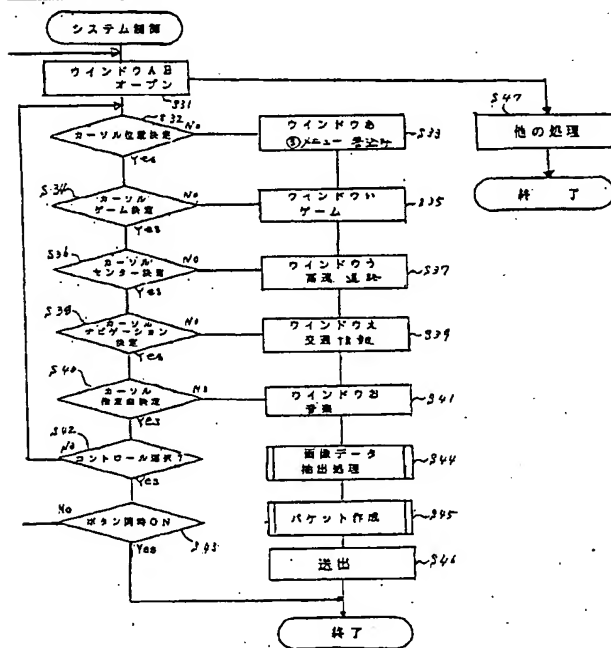 システム制御
ウインドウAB
オープン
S31
S47
他の処理
終 了
S32
カーソル位置決定
No
Yes
ウインドウあ
③メニュー
S33
S34
カーソル
ゲーム決定
No
Yes
ウインドウい
ゲーム
S35
S36
カーソル
センター決定
No
Yes
ウインドウう
高速 道路
S37
S38
カーソル
ナビゲーション
決定
No
Yes
ウインドウえ
交通情報
S39
S40
カーソル
決定
No
Yes
ウインドウお
音楽
S41
S42
コントロール選択?
No
Yes
画像データ
抽出処理
S44
ボタン同時ON
No
Yes
S43
パケット作成
S45
送出
S46
終了